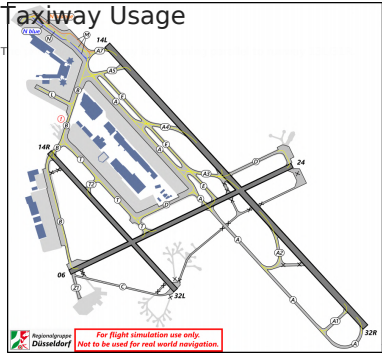 Taxiway Usage
T
N blue
N
M
14L
A7
A5
B
E
A
L
E
A4
A
E
B
14R
B
T
T2
A3
D
24
E
T
D
A
T
B
A
A2
06
C
Z1
32L
A
A1
A
32R
Regionalgruppe
Düsseldorf
For flight simulation use only.
Not to be used for real world navigation.